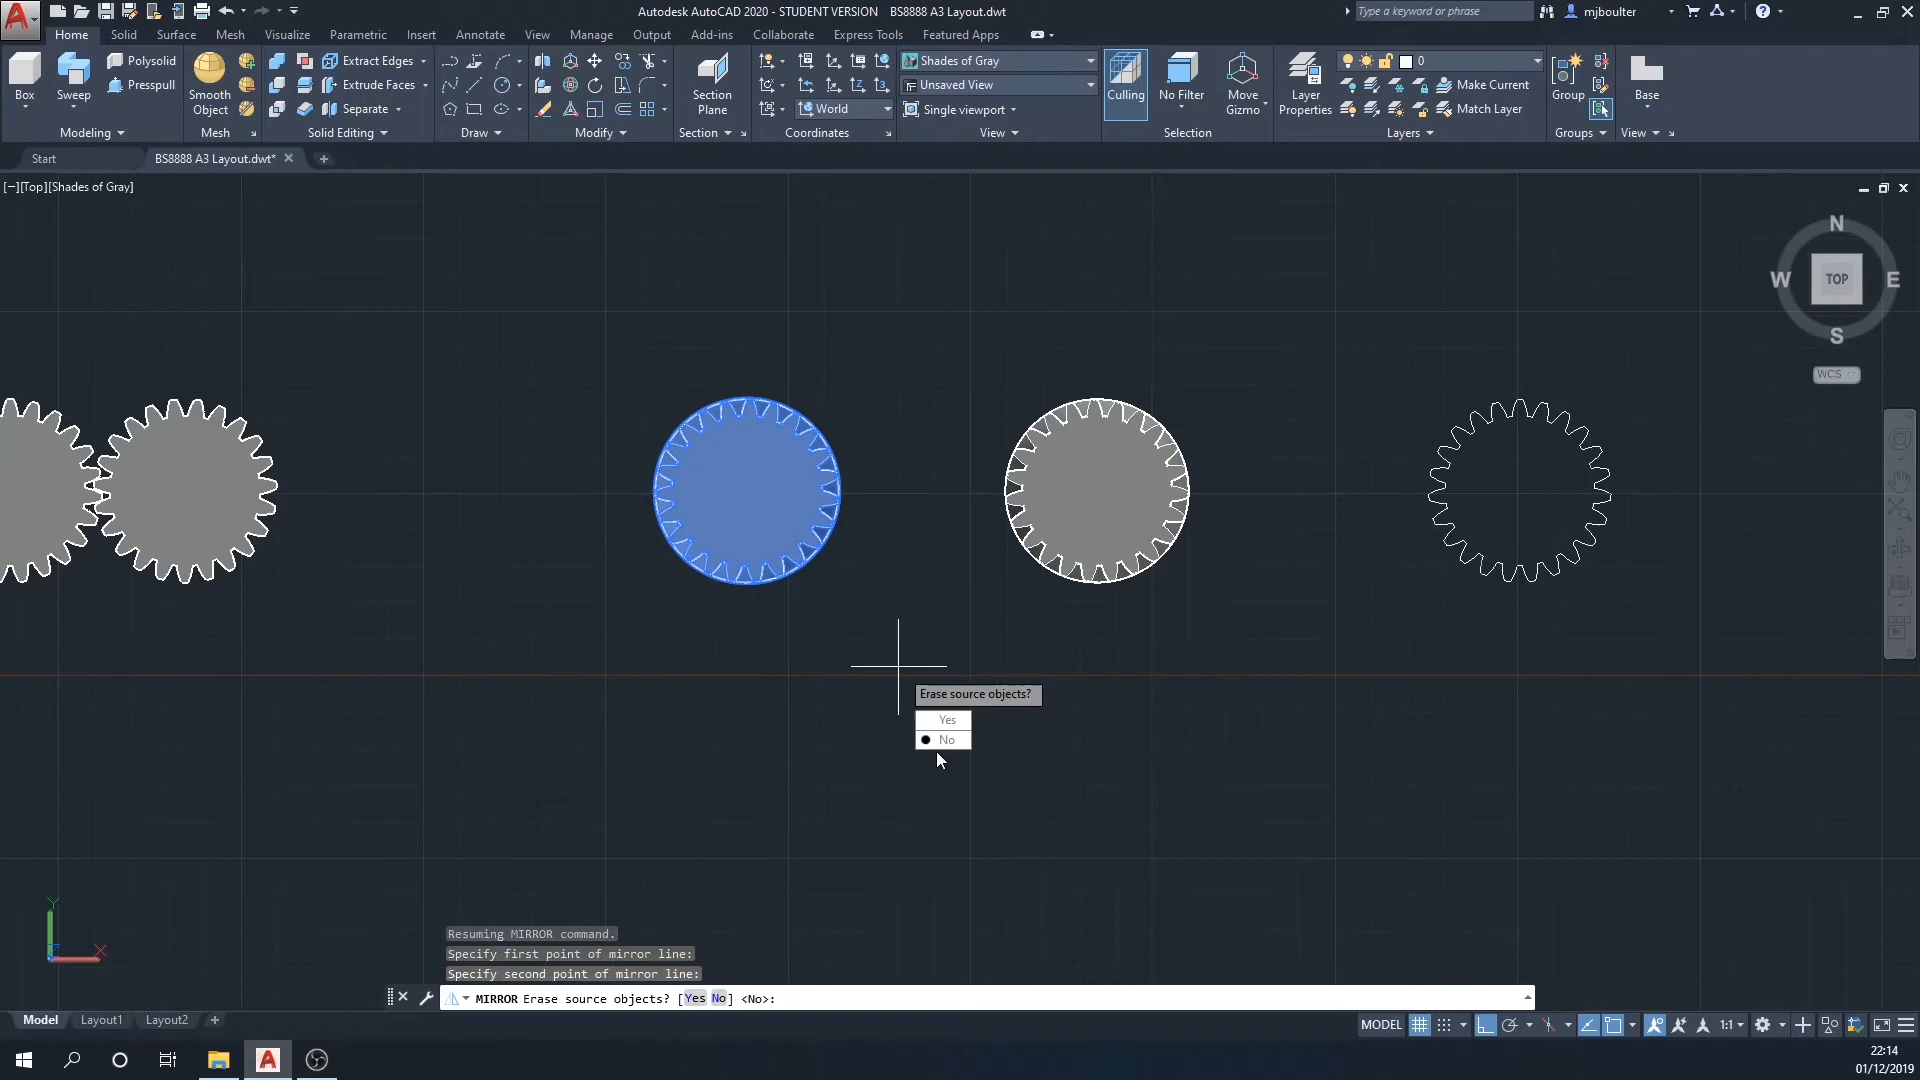 Autodesk AutoCAD 2020 - STUDENT VERSION BS8888 A3 Layout.dwt
Type a keyword or phrase
mjboulter
Home Solid Surface Mesh Visualize Parametric Insert Annotate View Manage Output Add-ins Collaborate Express Tools Featured Apps
Box
Sweep
Polysolid
Presspull
Modeling
Smooth
Object
Mesh
Extract Edges
Extrude Faces
Separate
Solid Editing
Draw
Modify
Section
Plane
Section
World
Coordinates
Shades of Gray
Unsaved View
Single viewport
View
Culling
No Filter
Move
Gizmo
Selection
Layer
Properties
0
Make Current
Match Layer
Layers
Group
Groups
Base
View
Start
BS8888 A3 Layout.dwt*
[−][Top][Shades of Gray]
N
W
TOP
E
S
WCS
Erase source objects?
Yes
No
Y
X
Resuming MIRROR command.
Specify first point of mirror line:
Specify second point of mirror line:
MIRROR Erase source objects? [Yes No] <No>:
Model Layout1 Layout2
MODEL
1:1
22:14
01/12/2019